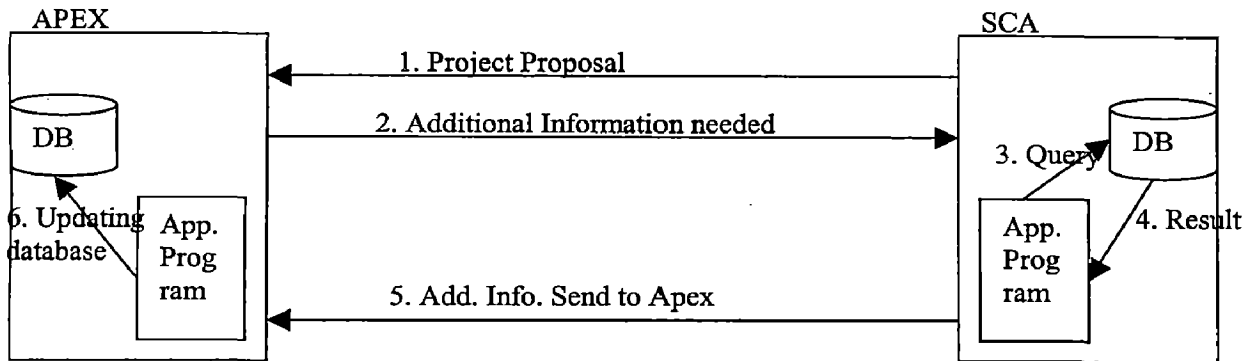 APEX
SCA
1. Project Proposal
2. Additional Information needed
DB
3. Query
DB
4. Result
6. Updating
database
App.
Prog
ram
App.
Prog
ram
5. Add. Info. Send to Apex